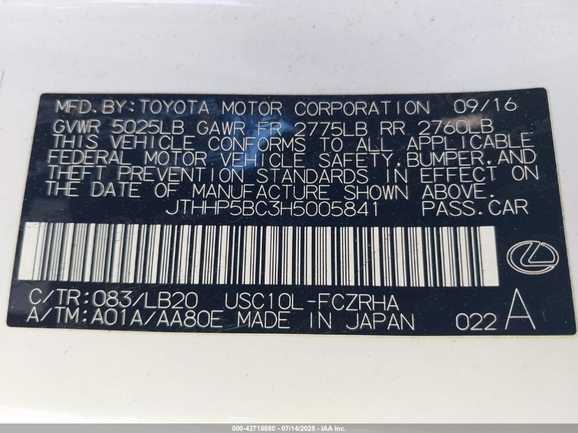 MFD. BY: TOYOTA MOTOR CORPORATION 09/16
GVWR 5025LB GAWR FR 2775LB RR 2760LB
THIS VEHICLE CONFORMS TO ALL APPLICABLE
FEDERAL MOTOR VEHICLE SAFETY, BUMPER, AND
THEFT PREVENTION STANDARDS IN EFFECT ON
THE DATE OF MANUFACTURE SHOWN ABOVE.
JTHHP5BC3H5005841 PASS. CAR
C/TR: 083/LB20 USC10L-FCZRHA
A/TM: A01A/AA80E MADE IN JAPAN 022 A
000-43718680 - 07/14/2025 - IAA Inc.